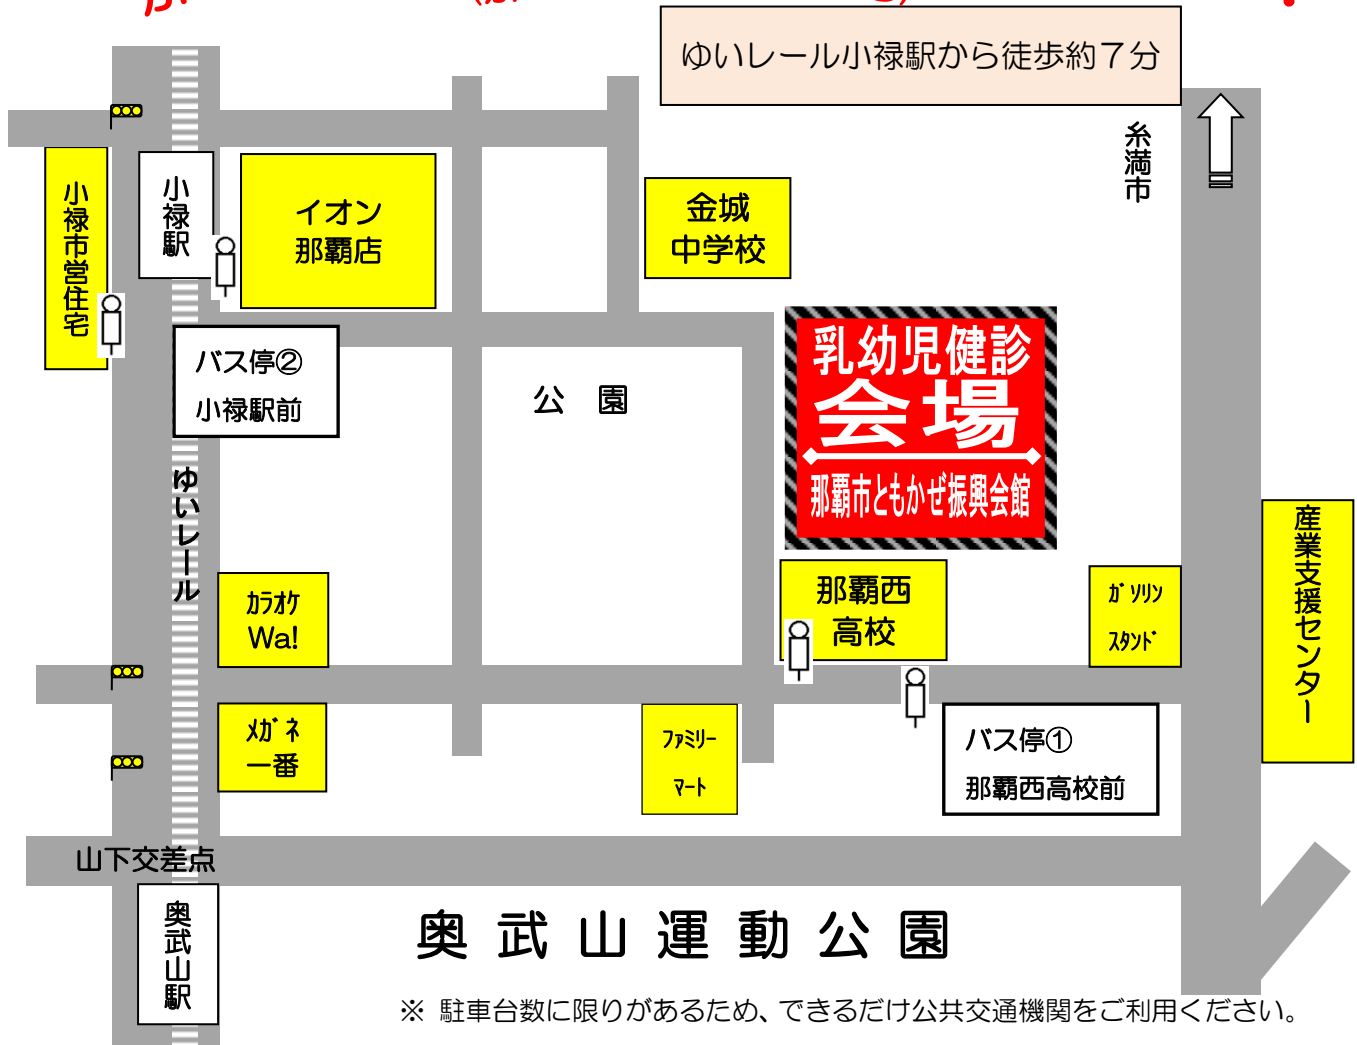 ゆいレール小禄駅から徒歩約７分
糸満市
小禄市営住宅
小禄駅
イオン
那覇店
金城
中学校
バス停②
小禄駅前
公　園
乳幼児健診
会場
那覇市ともかぜ振興会館
ゆいレール
ｶﾗｵｹ
Wa!
那覇西
高校
ｶﾞｿﾘﾝ
ｽﾀﾝﾄﾞ
産業支援センター
ﾒｶﾞﾈ
一番
ﾌｧﾐﾘｰ
ﾏｰﾄ
バス停①
那覇西高校前
山下交差点
奥武山駅
奥武山運動公園
※ 駐車台数に限りがあるため、できるだけ公共交通機関をご利用ください。